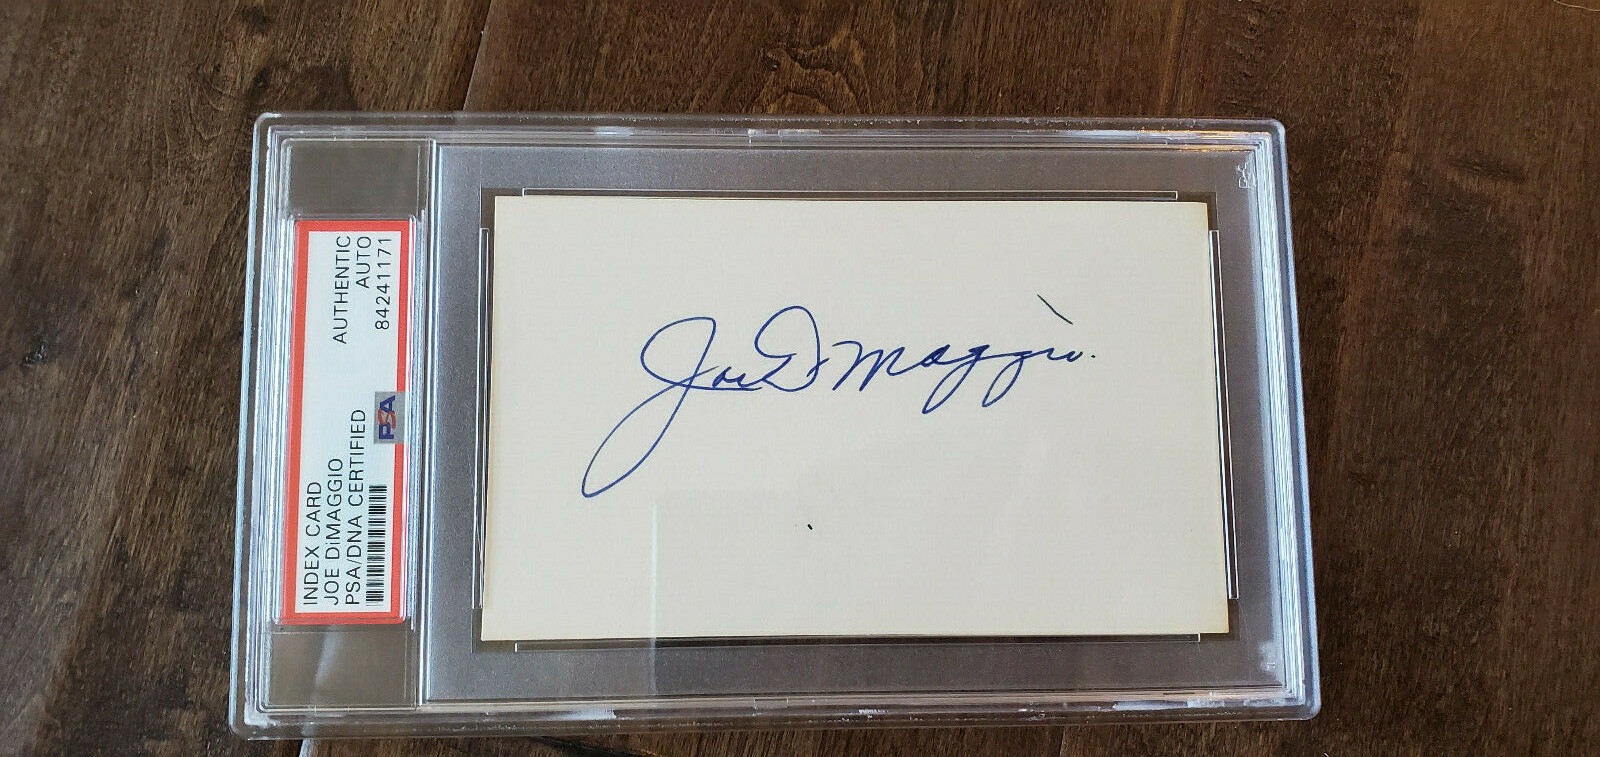 INDEX CARD
JOE DiMAGGIO
PSA/DNA CERTIFIED
AUTHENTIC
AUTO
84241171
PSA
Joe DiMaggio.